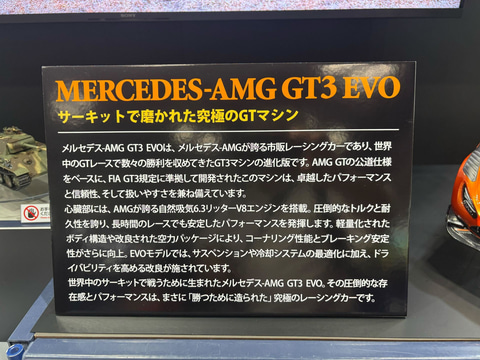 SONY
MERCEDES-AMG GT3 EVO
サーキットで磨かれた究極のGTマシン
メルセデス-AMG GT3 EVOは、メルセデス-AMGが誇る市販レーシングカーであり、世界
中のGTレースで数々の勝利を収めてきたGT3マシンの進化版です。AMG GTの公道仕様
をベースに、FIA GT3規定に準拠して開発されたこのマシンは、卓越したパフォーマンス
と信頼性、そして扱いやすさを兼ね備えています。
心臓部には、AMGが誇る自然吸気6.3リッターV8エンジンを搭載。圧倒的なトルクと耐
久性を誇り、長時間のレースでも安定したパフォーマンスを発揮します。軽量化された
ボディ構造や改良された空力パッケージにより、コーナリング性能とブレーキング安定
性がさらに向上。EVOモデルでは、サスペンションや冷却システムの最適化に加え、ドラ
イバビリティを高める改良が施されています。
世界中のサーキットで戦うために生まれたメルセデス-AMG GT3 EVO。その圧倒的な存
在感とパフォーマンスは、まさに「勝つために造られた」究極のレーシングカーです。